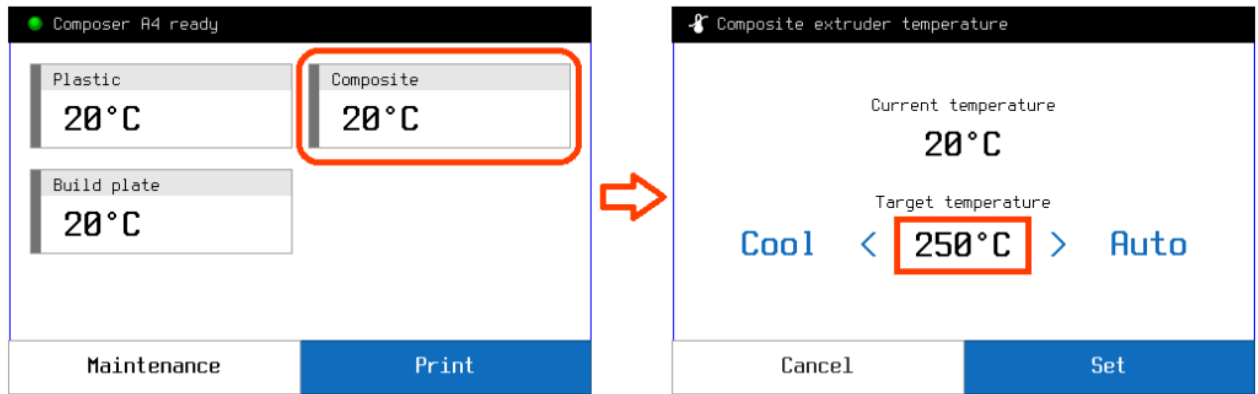 Composer A4 ready
Plastic
20°C
Composite
20°C
Build plate
20°C
Maintenance
Print
Composite extruder temperature
Current temperature
20°C
Target temperature
Cool < 250°C > Auto
Cancel
Set